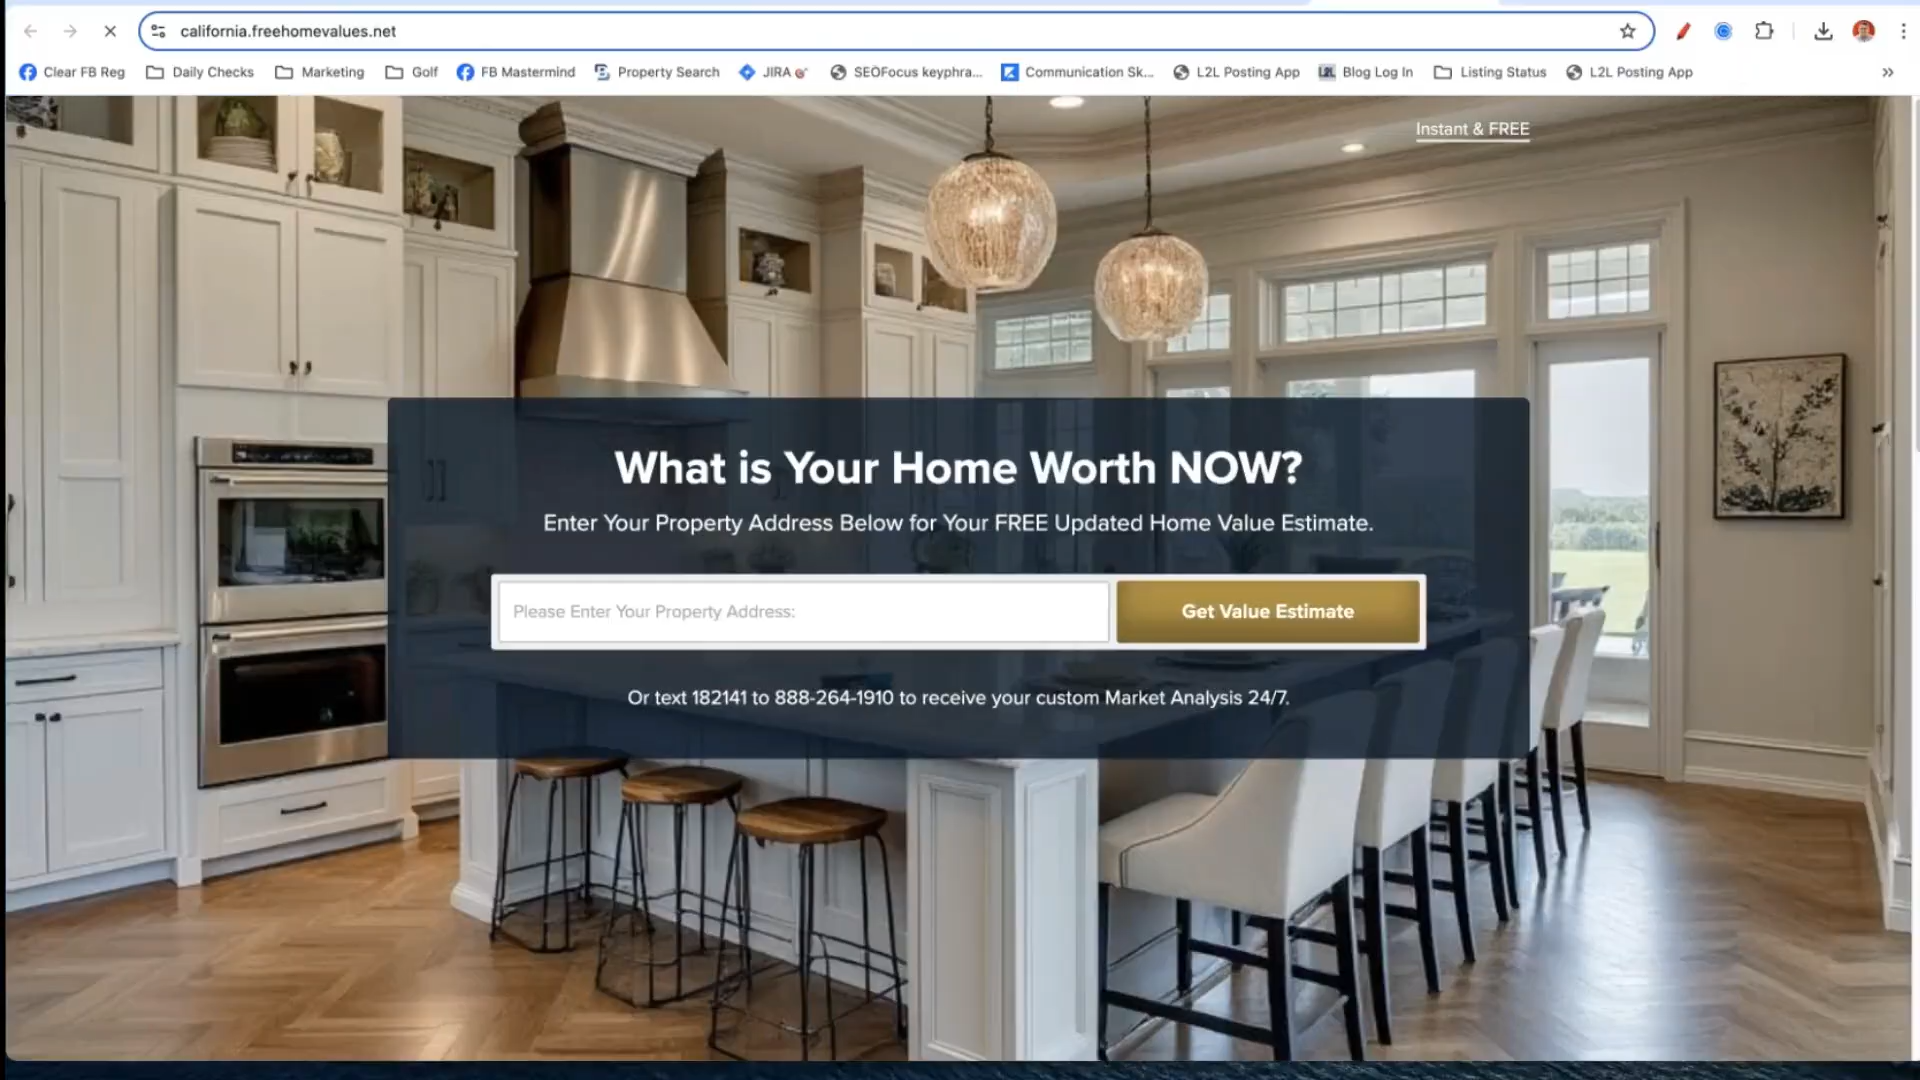 california.freehomevalues.net
Clear FB Reg Daily Checks Marketing Golf FB Mastermind Property Search JIRA SEOFocus keyphra... Communication Sk... L2L Posting App L2L Blog Log In Listing Status L2L Posting App
Instant & FREE
What is Your Home Worth NOW?
Enter Your Property Address Below for Your FREE Updated Home Value Estimate.
Please Enter Your Property Address:
Get Value Estimate
Or text 182141 to 888-264-1910 to receive your custom Market Analysis 24/7.